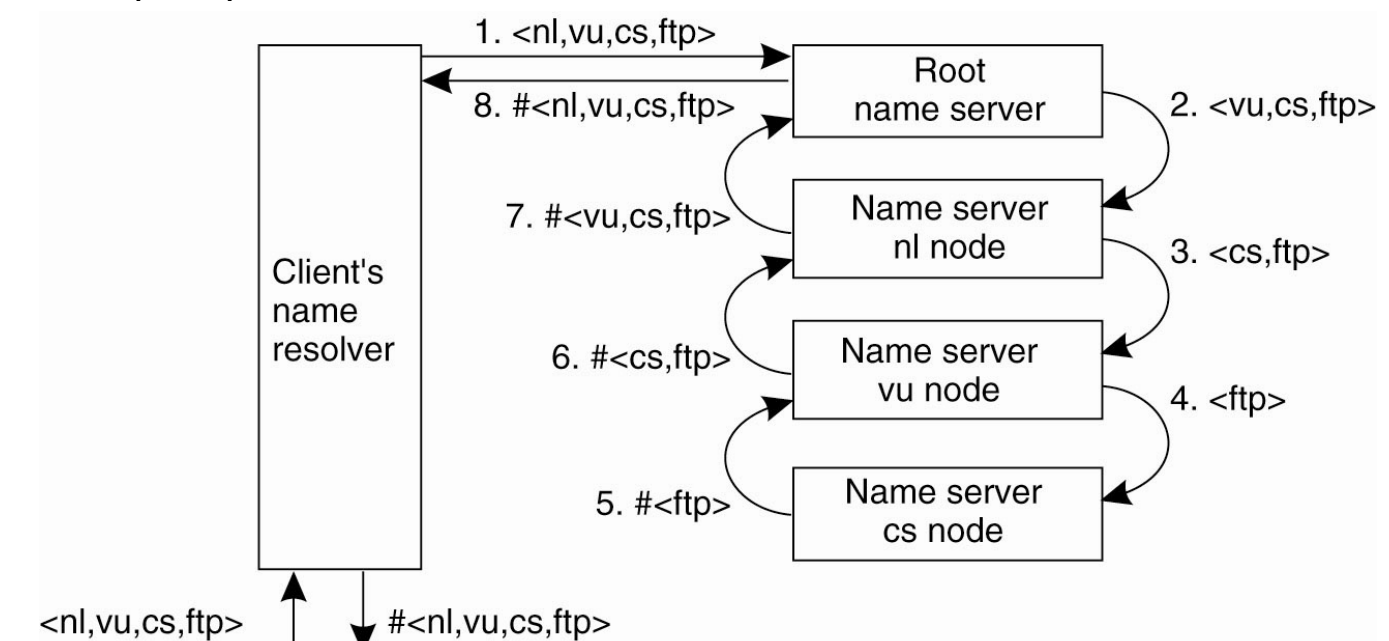 1. <nl,vu,cs,ftp>
Root
name server
8. #<nl,vu,cs,ftp>
2. <vu,cs,ftp>
Name server
nl node
7. #<vu,cs,ftp>
3. <cs,ftp>
Client's
name
resolver
Name server
vu node
6. #<cs,ftp>
4. <ftp>
Name server
cs node
5. #<ftp>
<nl,vu,cs,ftp>
#<nl,vu,cs,ftp>